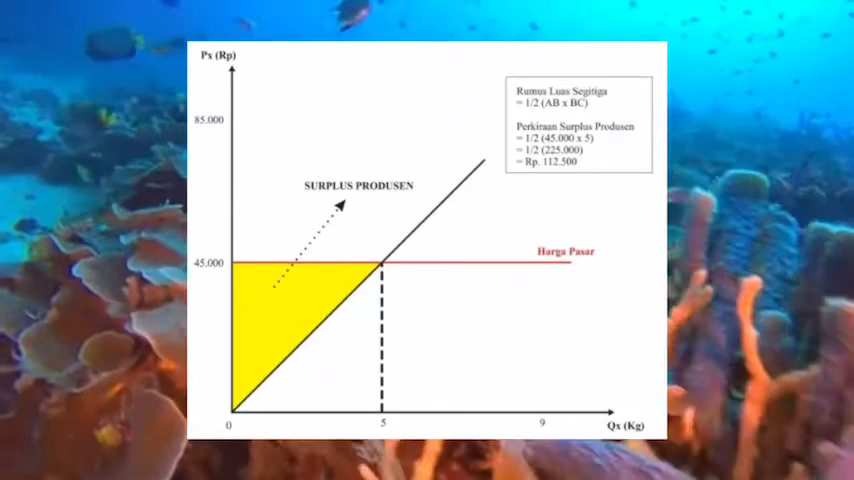 Px (Rp)
85.000
45.000
0
5
9
Qx (Kg)
SURPLUS PRODUSEN
Harga Pasar
Rumus Luas Segitiga
= 1/2 (AB x BC)
Perkiraan Surplus Produsen
= 1/2 (45.000 x 5)
= 1/2 (225.000)
= Rp. 112.500